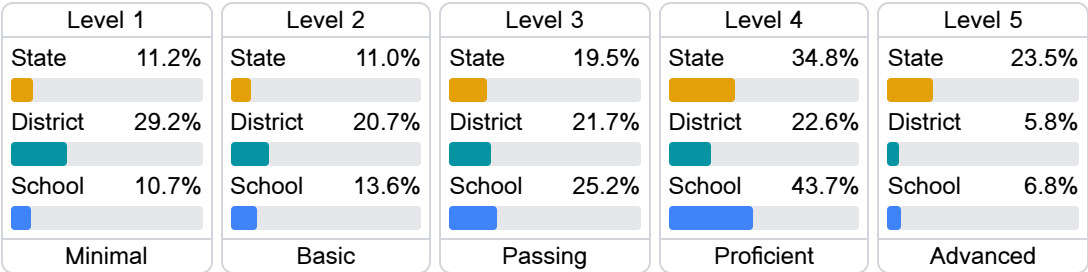 Level 1
State 11.2%
District 29.2%
School 10.7%
Minimal
Level 2
State 11.0%
District 20.7%
School 13.6%
Basic
Level 3
State 19.5%
District 21.7%
School 25.2%
Passing
Level 4
State 34.8%
District 22.6%
School 43.7%
Proficient
Level 5
State 23.5%
District 5.8%
School 6.8%
Advanced